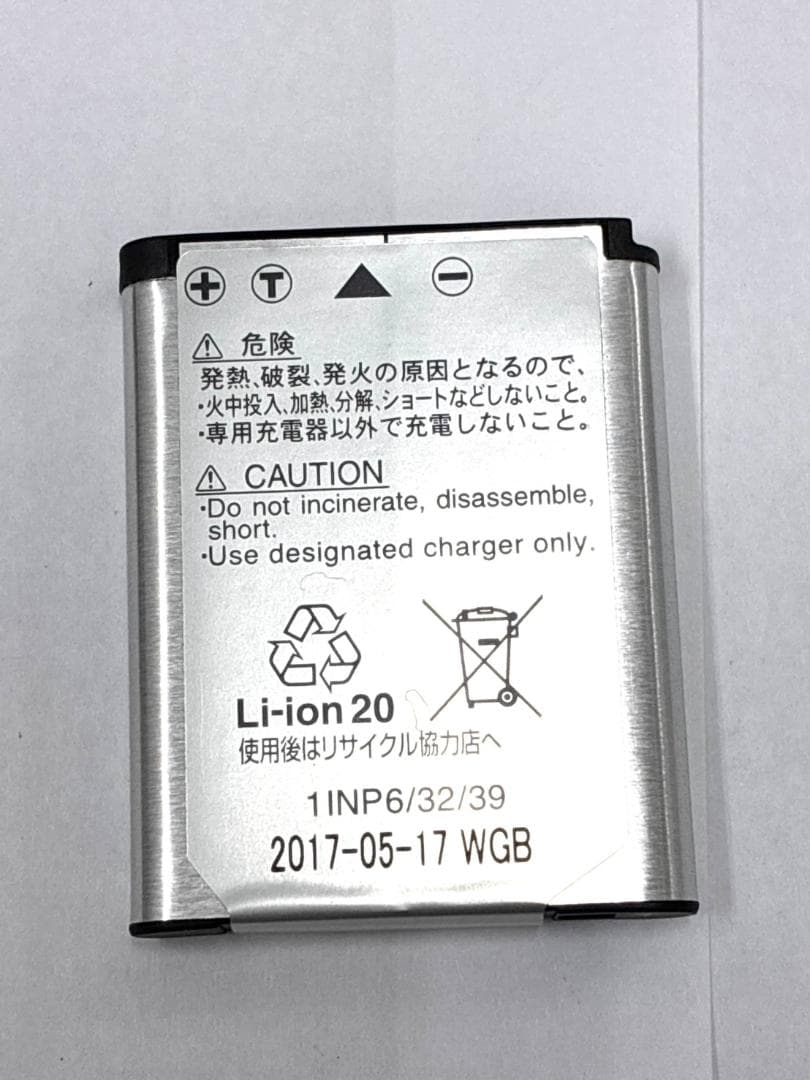 + T ▲ −
⚠ 危険
発熱、破裂、発火の原因となるので、
・火中投入、加熱、分解、ショートなどしないこと。
・専用充電器以外で充電しないこと。
⚠ CAUTION
・Do not incinerate, disassemble,
short.
・Use designated charger only.
Li-ion 20
使用後はリサイクル協力店へ
1INP6/32/39
2017-05-17 WGB